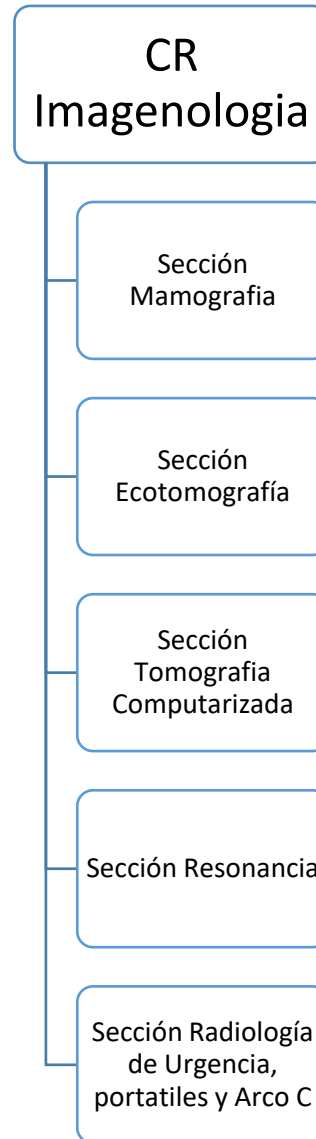 CR
Imagenologia
Sección
Mamografia
Sección
Ecotomografía
Sección
Tomografia
Computarizada
Sección Resonancia
Sección Radiología
de Urgencia,
portatiles y Arco C